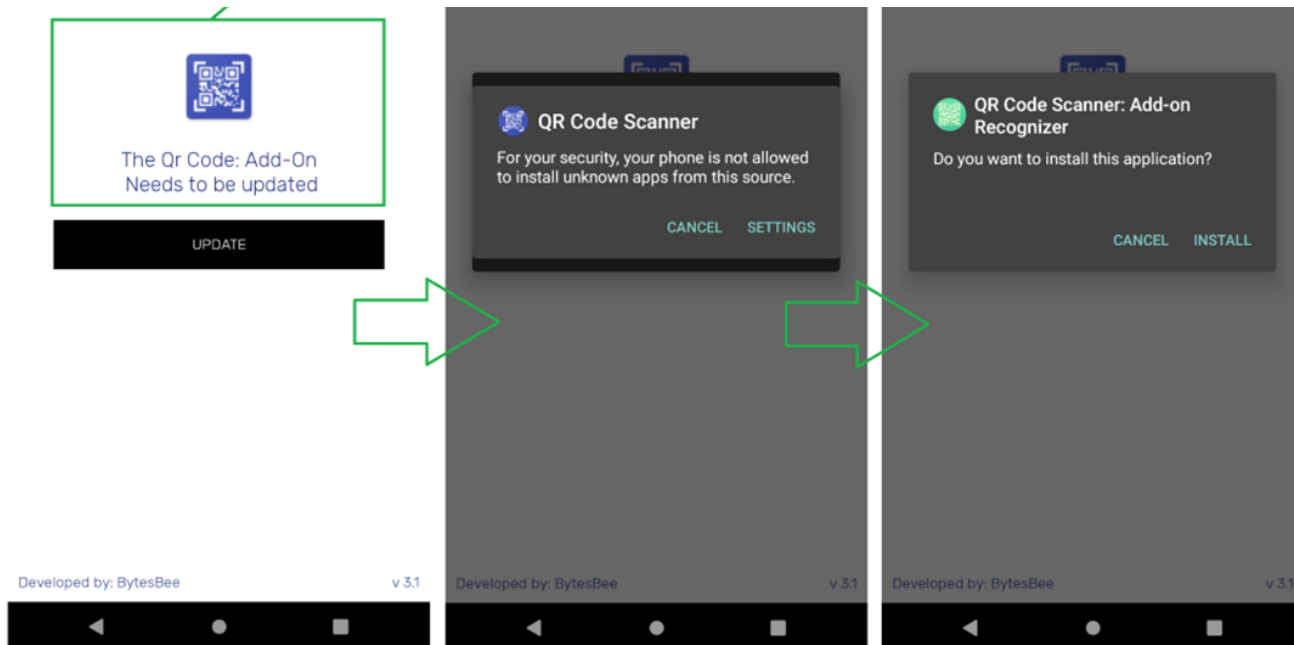 The Qr Code: Add-On
Needs to be updated
UPDATE
Developed by: BytesBee
v 3.1
QR Code Scanner
For your security, your phone is not allowed
to install unknown apps from this source.
CANCEL SETTINGS
Developed by: BytesBee
v 3.1
QR Code Scanner: Add-on
Recognizer
Do you want to install this application?
CANCEL INSTALL
Developed by: BytesBee
v 3.1